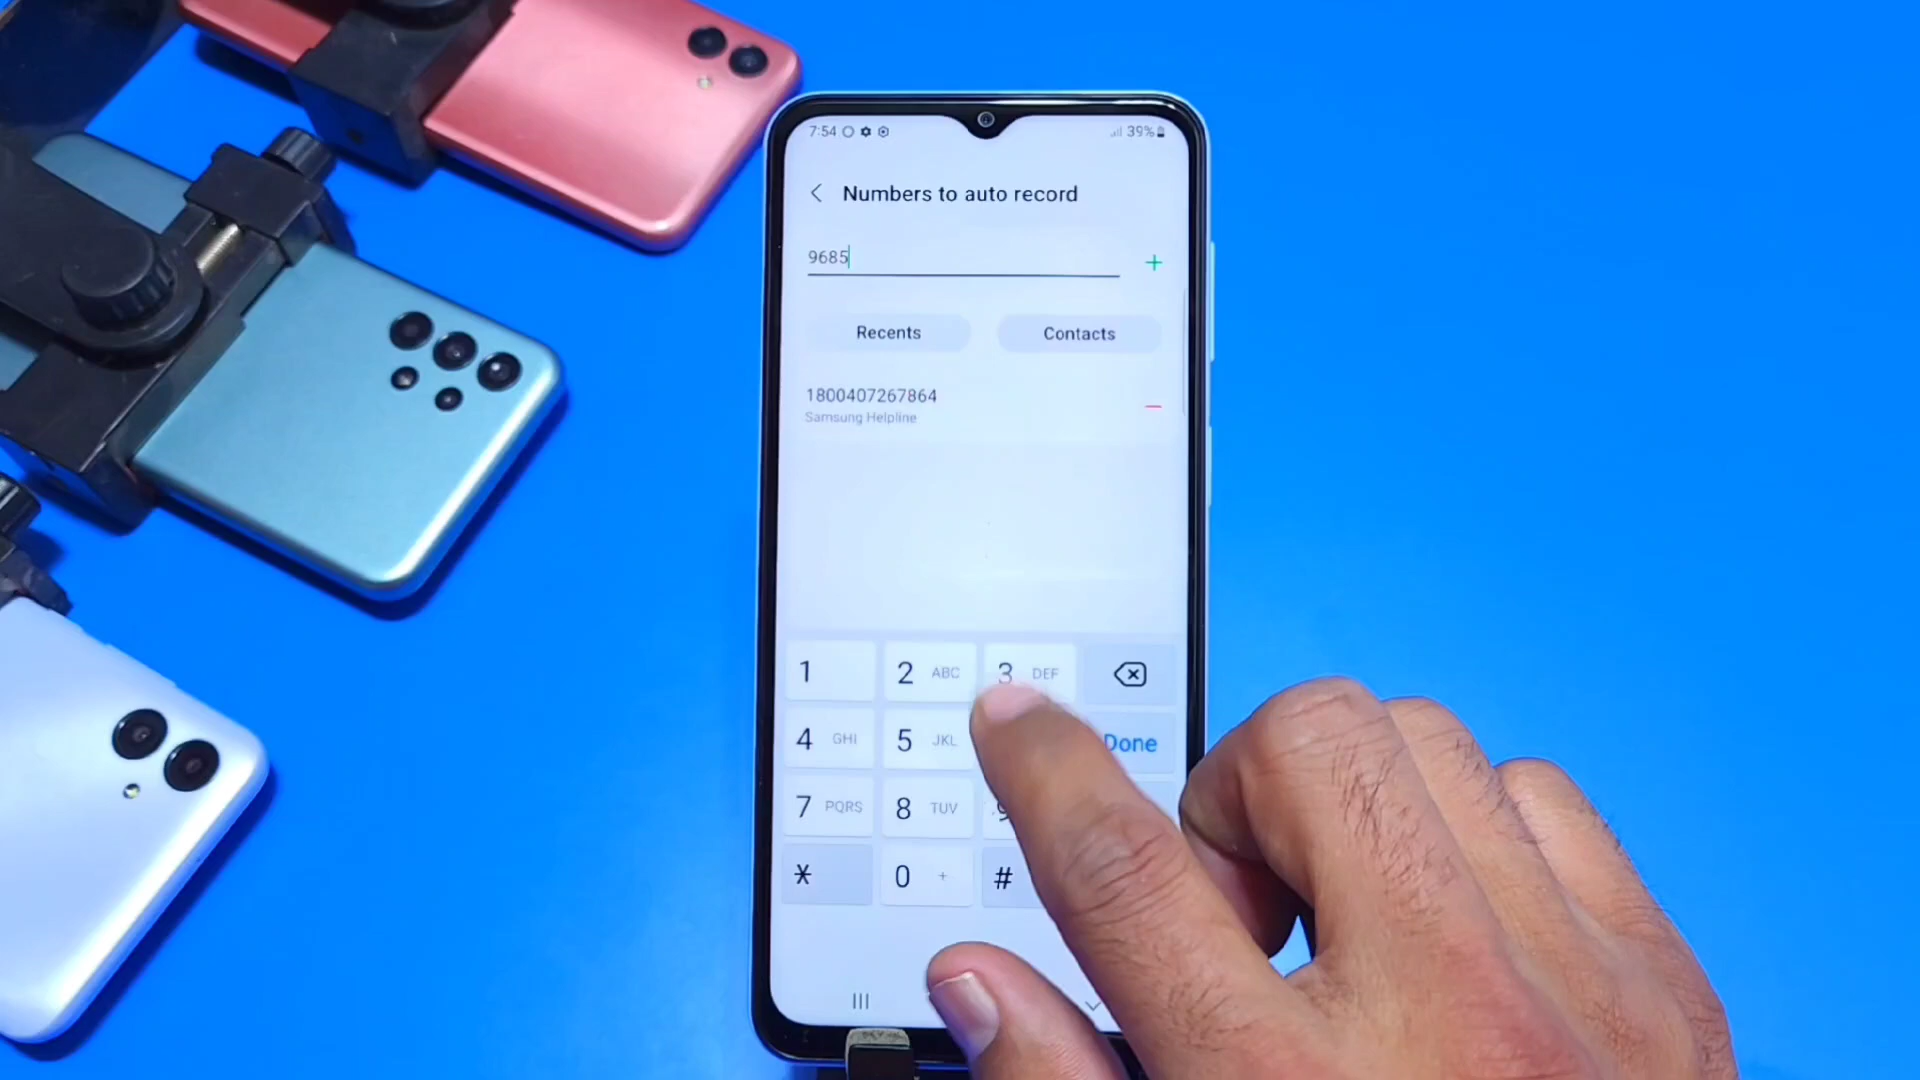 7:54 39%
Numbers to auto record
9685
+
Recents Contacts
1800407267864
Samsung Helpline
1 2 ABC 3 DEF
4 GHI 5 JKL Done
7 PQRS 8 TUV 9
* 0 + #